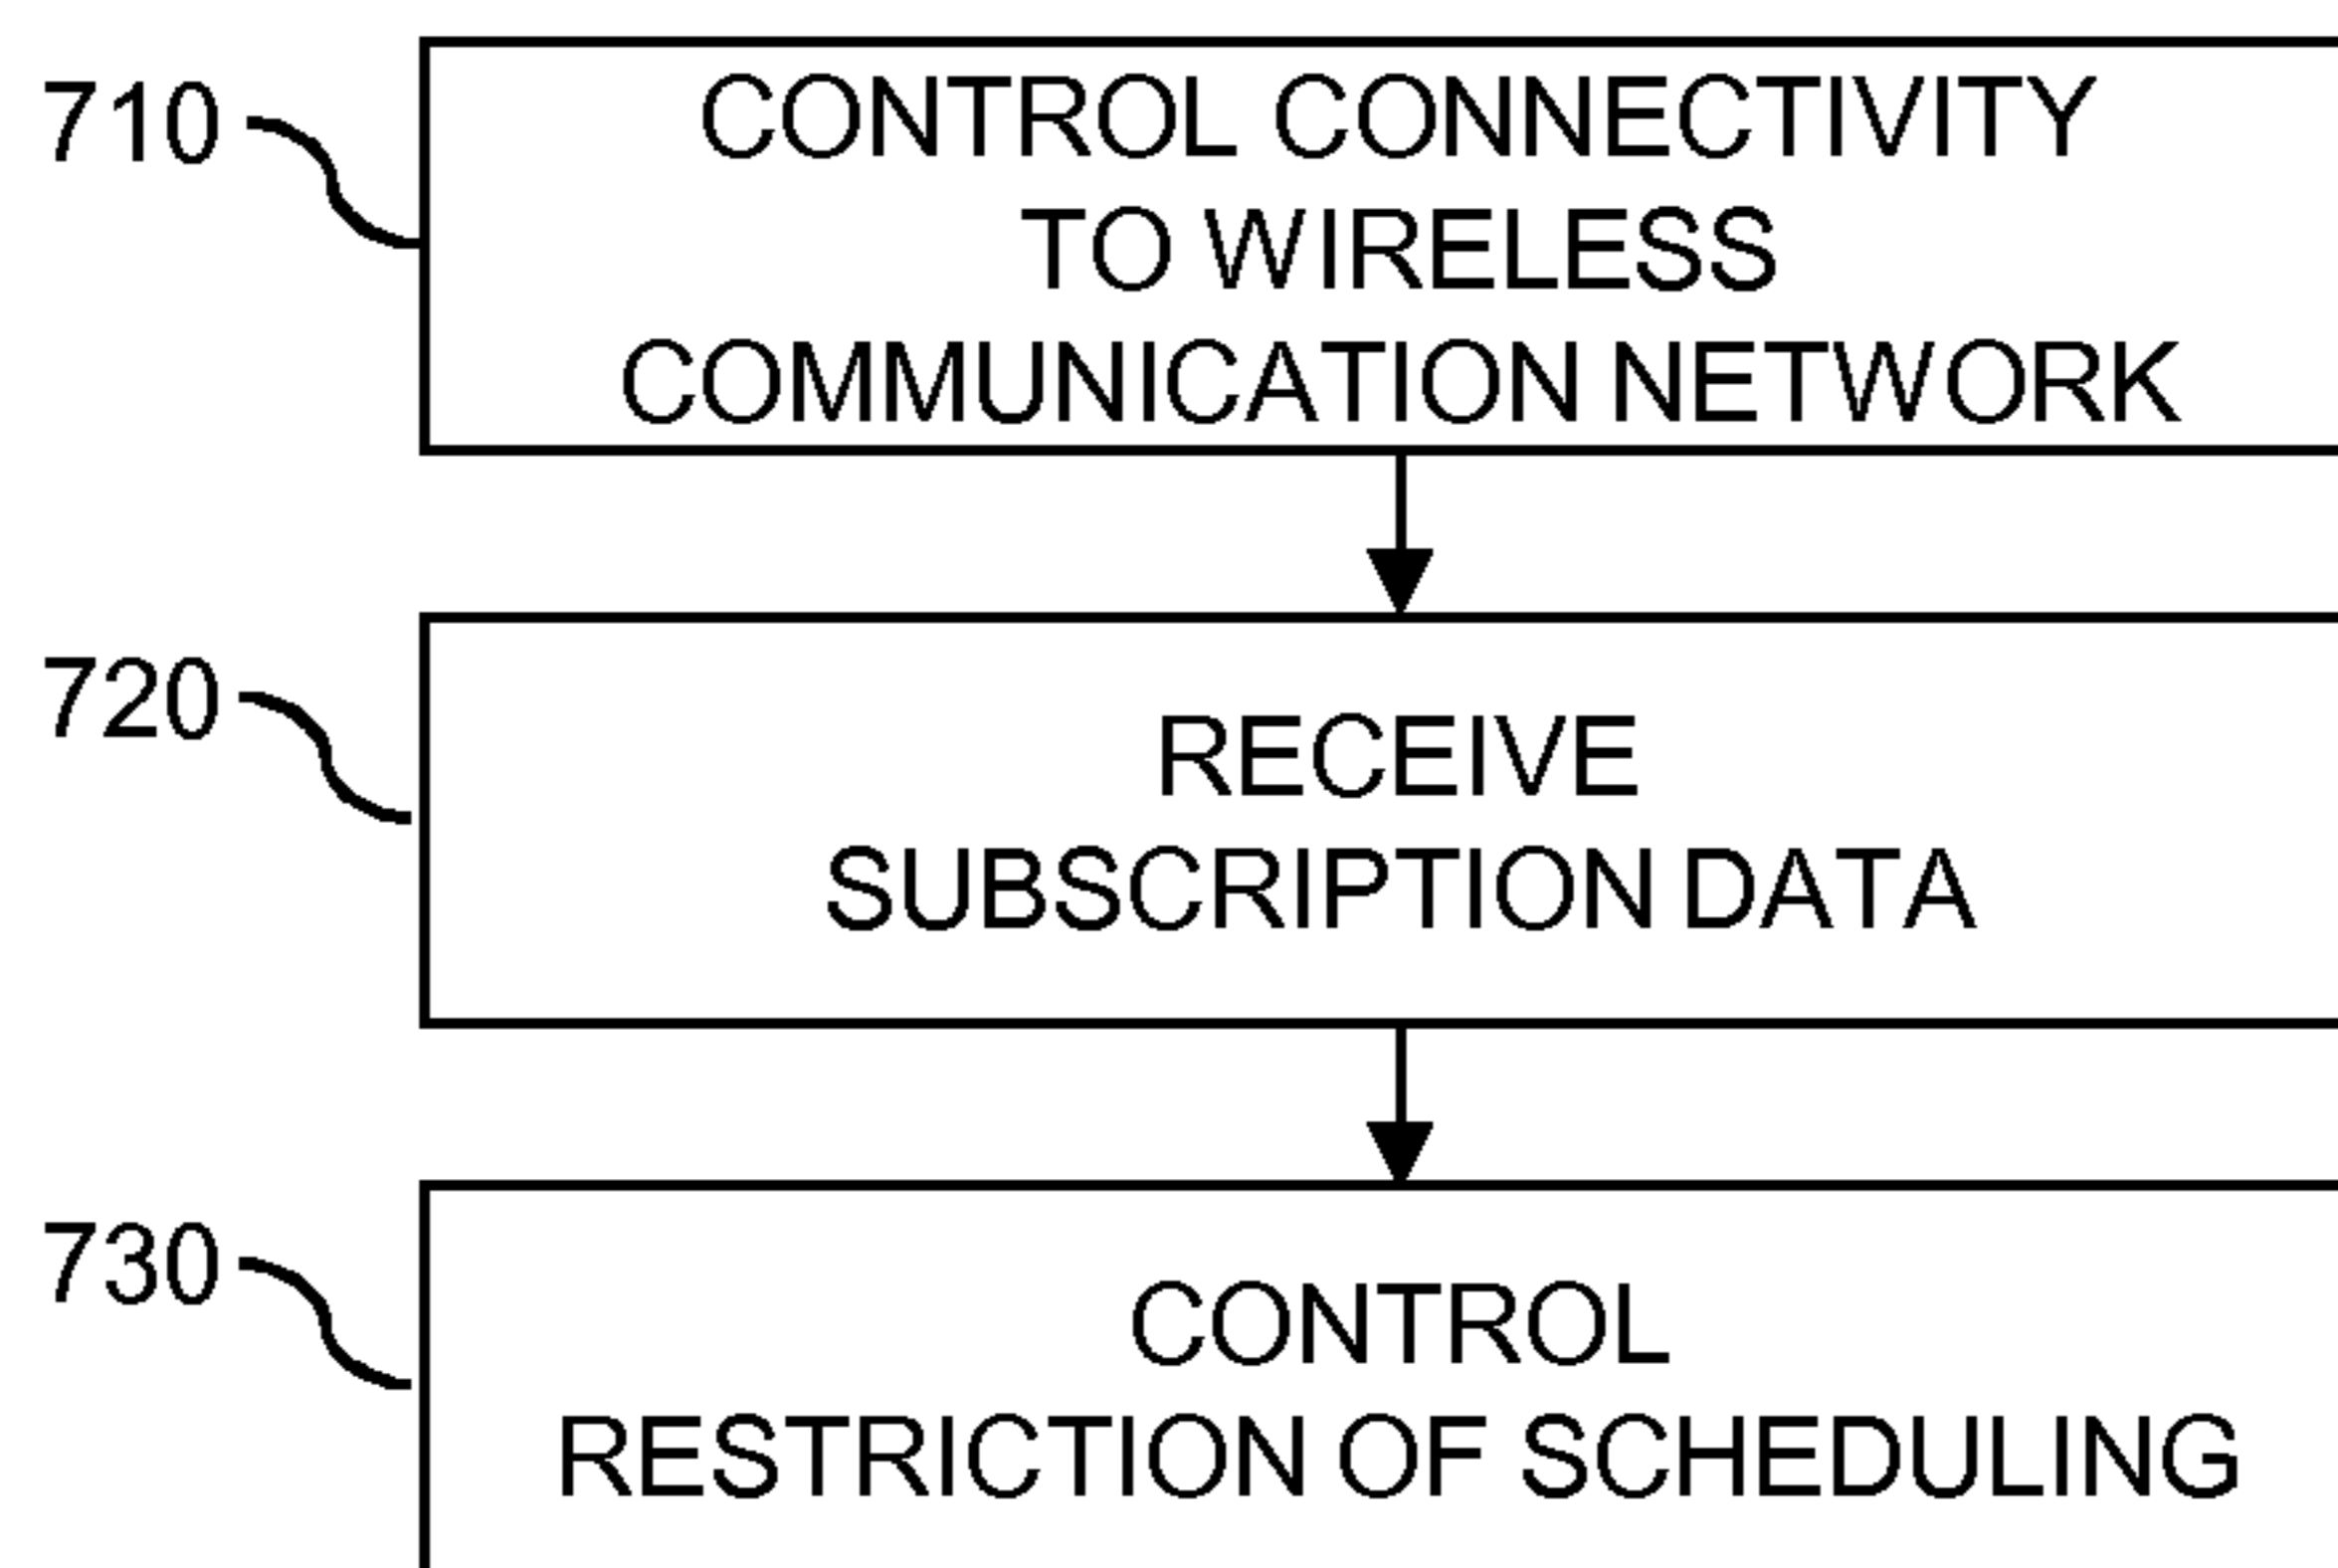 710
CONTROL CONNECTIVITY
TO WIRELESS
COMMUNICATION NETWORK
720
RECEIVE
SUBSCRIPTION DATA
730
CONTROL
RESTRICTION OF SCHEDULING